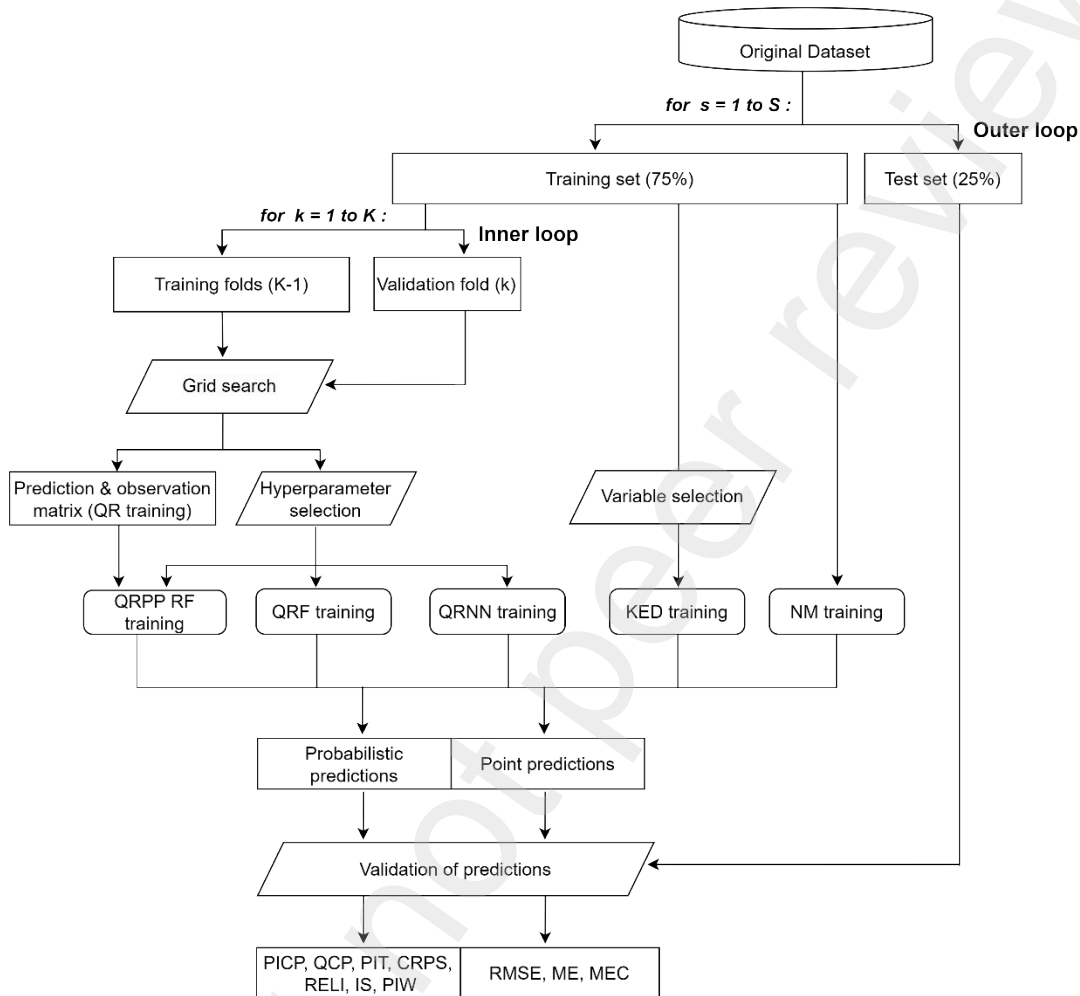 Original Dataset
for s = 1 to S :
Outer loop
Training set (75%)
Test set (25%)
for k = 1 to K :
Inner loop
Training folds (K-1)
Validation fold (k)
Grid search
Prediction & observation
matrix (QR training)
Hyperparameter
selection
Variable selection
QRPP RF
training
QRF training
QRNN training
KED training
NM training
Probabilistic
predictions
Point predictions
Validation of predictions
PICP, QCP, PIT, CRPS,
RELI, IS, PIW
RMSE, ME, MEC
not peer review